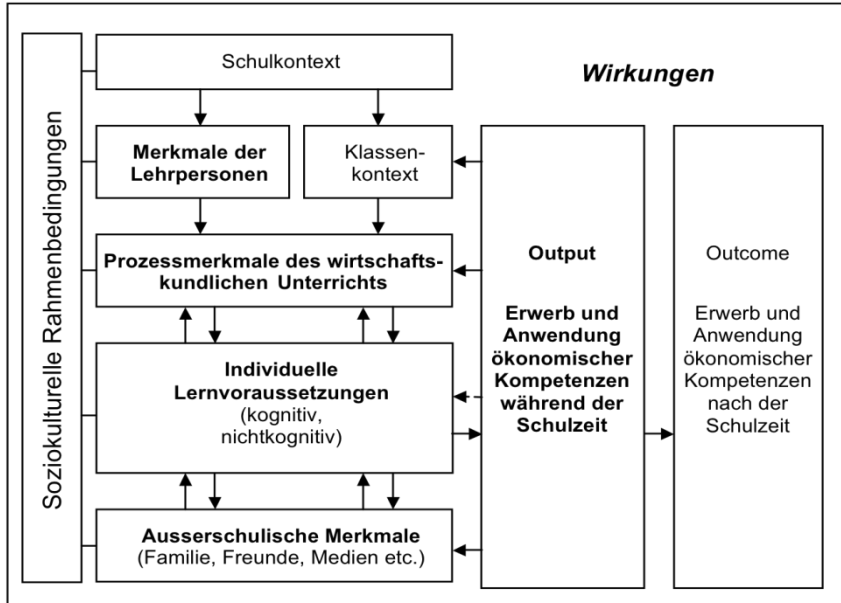 Soziokulturelle Rahmenbedingungen
Schulkontext
Wirkungen
Merkmale der
Lehrpersonen
Klassen-
kontext
Prozessmerkmale des wirtschafts-
kundlichen Unterrichts
Individuelle
Lernvoraussetzungen
(kognitiv,
nichtkognitiv)
Ausserschulische Merkmale
(Familie, Freunde, Medien etc.)
Output
Erwerb und
Anwendung
ökonomischer
Kompetenzen
während der
Schulzeit
Outcome
Erwerb und
Anwendung
ökonomischer
Kompetenzen
nach der
Schulzeit